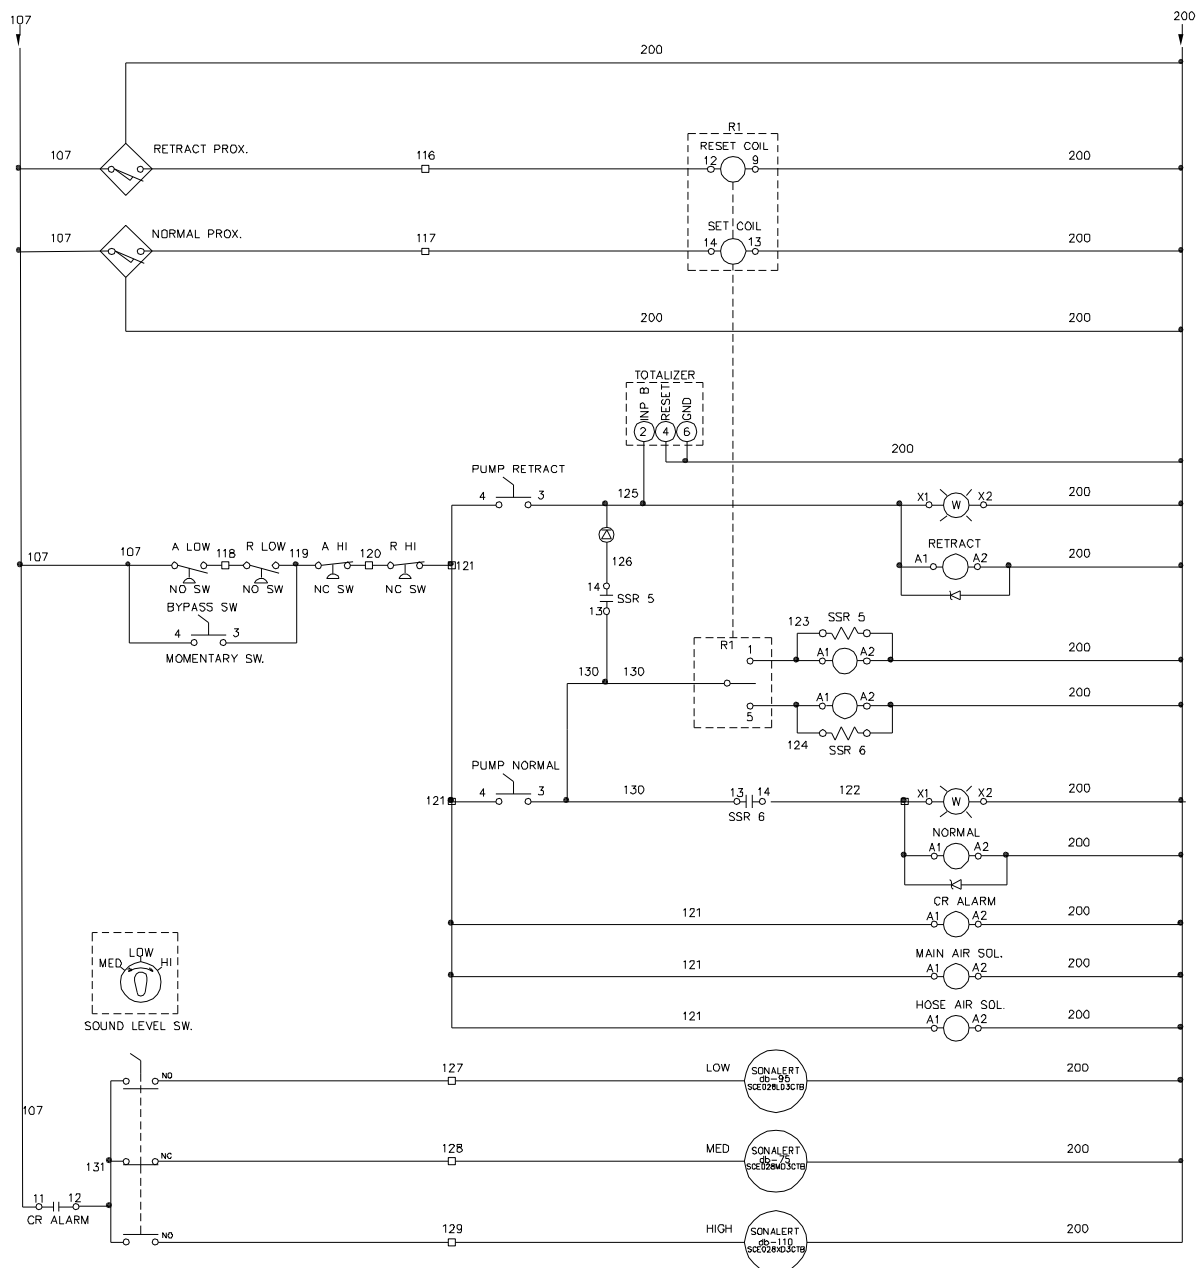 107
200
200
R1
RESET COIL
107
RETRACT PROX.
116
12
9
200
SET COIL
107
NORMAL PROX.
117
14
13
200
200
200
TOTALIZER
INP B
RESET
GND
2
4
6
200
PUMP RETRACT
4
3
125
X1
W
X2
200
107
107
A LOW
118
R LOW
119
A HI
120
R HI
121
NO SW
NO SW
NC SW
NC SW
126
RETRACT
A1
A2
200
14
SSR 5
13
BYPASS SW
4
3
MOMENTARY SW.
123
SSR 5
R1
1
A1
A2
200
130
130
A1
A2
200
5
124
SSR 6
PUMP NORMAL
121
4
3
130
13
14
SSR 6
122
X1
W
X2
200
NORMAL
A1
A2
200
CR ALARM
121
A1
A2
200
MAIN AIR SOL.
121
A1
A2
200
HOSE AIR SOL.
121
A1
A2
200
LOW
MED
HI
SOUND LEVEL SW.
NO
127
LOW
SONALERT
db-95
SCE028LD3CTB
200
107
131
NC
128
MED
SONALERT
db-75
SCE028MD3CTB
200
11
12
CR ALARM
NO
129
HIGH
SONALERT
db-110
SCE028XD3CTB
200